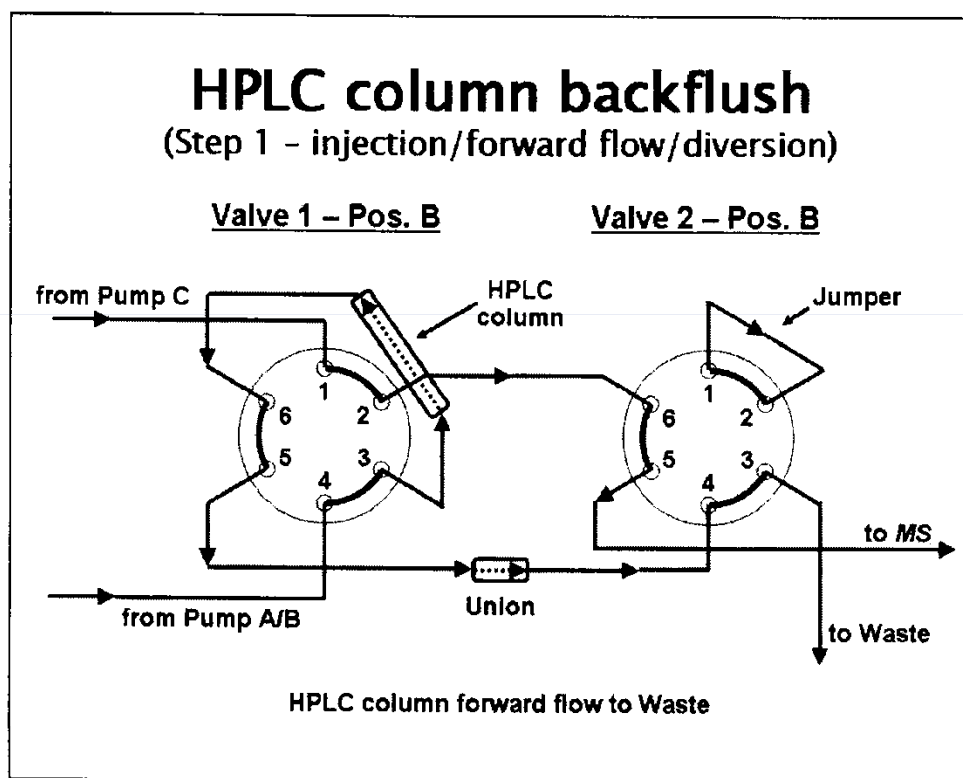 HPLC column backflush
(Step 1 – injection/forward flow/diversion)
Valve 1 – Pos. B
Valve 2 – Pos. B
from Pump C
HPLC
column
Jumper
1
2
3
4
5
6
1
2
3
4
5
6
to MS
from Pump A/B
Union
to Waste
HPLC column forward flow to Waste